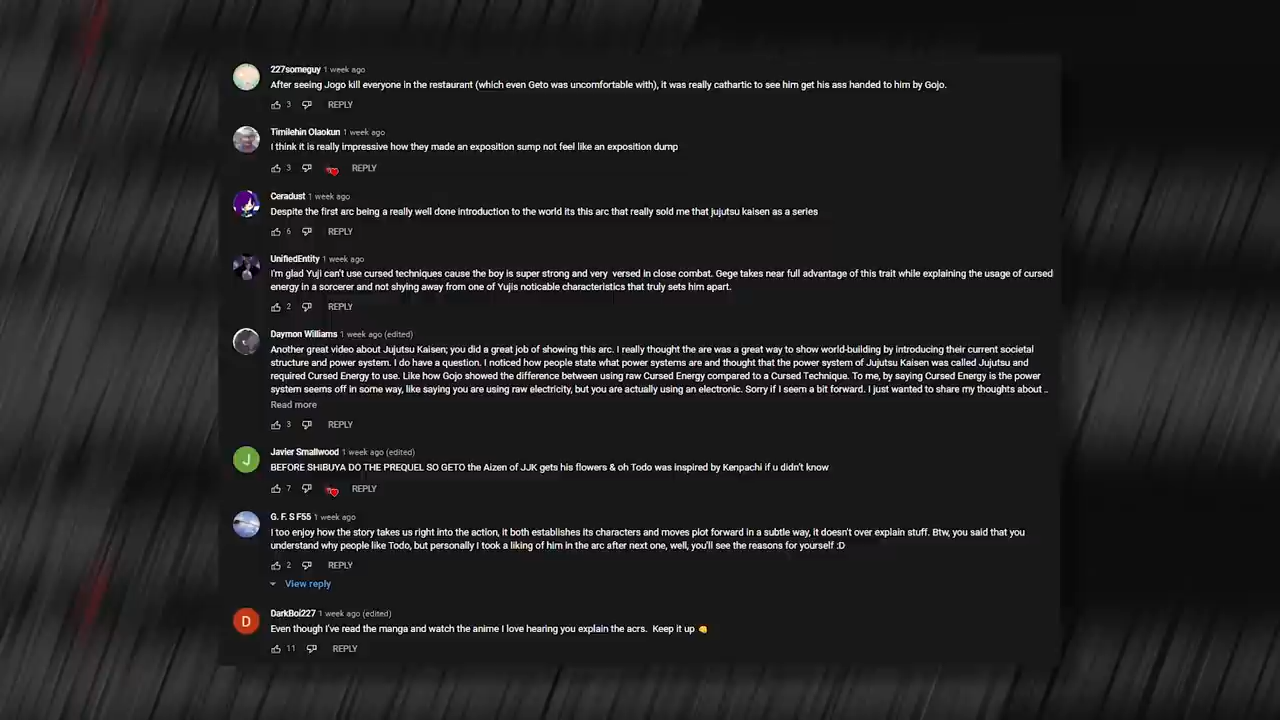 227someguy 1 week ago
After seeing Jogo kill everyone in the restaurant (which even Geto was uncomfortable with), it was really cathartic to see him get his ass handed to him by Gojo.
3 REPLY
Timilehin Olaokun 1 week ago
I think it is really impressive how they made an exposition sump not feel like an exposition dump
3 REPLY
Ceradust 1 week ago
Despite the first arc being a really well done introduction to the world its this arc that really sold me that jujutsu kaisen as a series
6 REPLY
UnifiedEntity 1 week ago
I'm glad Yuji can't use cursed techniques cause the boy is super strong and very versed in close combat. Gege takes near full advantage of this trait while explaining the usage of cursed
energy in a sorcerer and not shying away from one of Yujis noticable characteristics that truly sets him apart.
2 REPLY
Daymon Williams 1 week ago (edited)
Another great video about Jujutsu Kaisen; you did a great job of showing this arc. I really thought the are was a great way to show world-building by introducing their current societal
structure and power system. I do have a question. I noticed how people state what power systems are and thought that the power system of Jujutsu Kaisen was called Jujutsu and
required Cursed Energy to use. Like how Gojo showed the difference between using raw Cursed Energy compared to a Cursed Technique. To me, by saying Cursed Energy is the power
system seems off in some way, like saying you are using raw electricity, but you are actually using an electronic. Sorry if I seem a bit forward. I just wanted to share my thoughts about ..
Read more
3 REPLY
J
Javier Smallwood 1 week ago (edited)
BEFORE SHIBUYA DO THE PREQUEL SO GETO the Aizen of JJK gets his flowers & oh Todo was inspired by Kenpachi if u didn't know
7 REPLY
G. F. S F55 1 week ago
I too enjoy how the story takes us right into the action, it both establishes its characters and moves plot forward in a subtle way, it doesn't over explain stuff. Btw, you said that you
understand why people like Todo, but personally I took a liking of him in the arc after next one, well, you'll see the reasons for yourself :D
2 REPLY
View reply
D
DarkBoi227 1 week ago (edited)
Even though I've read the manga and watch the anime I love hearing you explain the acrs. Keep it up 👊
11 REPLY